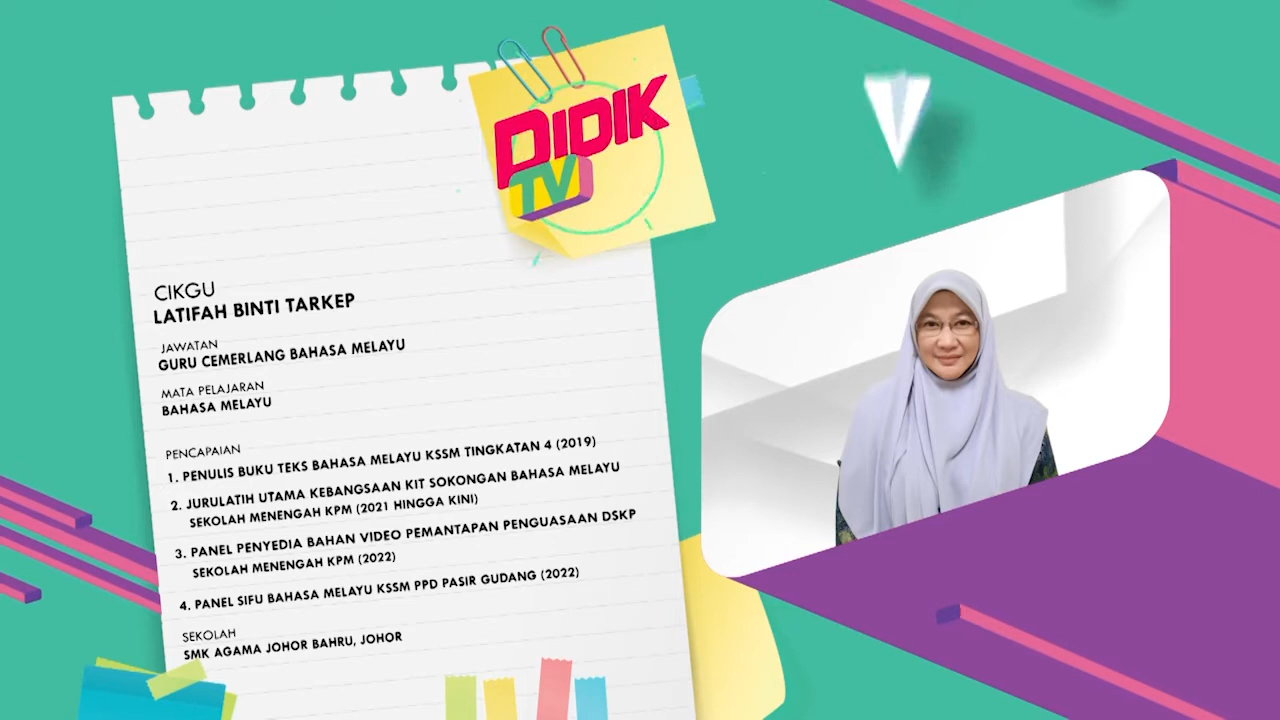 DIDIK
TV
CIKGU
LATIFAH BINTI TARKEP
JAWATAN
GURU CEMERLANG BAHASA MELAYU
MATA PELAJARAN
BAHASA MELAYU
PENCAPAIAN
1. PENULIS BUKU TEKS BAHASA MELAYU KSSM TINGKATAN 4 (2019)
2. JURULATIH UTAMA KEBANGSAAN KIT SOKONGAN BAHASA MELAYU
SEKOLAH MENENGAH KPM (2021 HINGGA KINI)
3. PANEL PENYEDIA BAHAN VIDEO PEMANTAPAN PENGUASAAN DSKP
SEKOLAH MENENGAH KPM (2022)
4. PANEL SIFU BAHASA MELAYU KSSM PPD PASIR GUDANG (2022)
SEKOLAH
SMK AGAMA JOHOR BAHRU, JOHOR